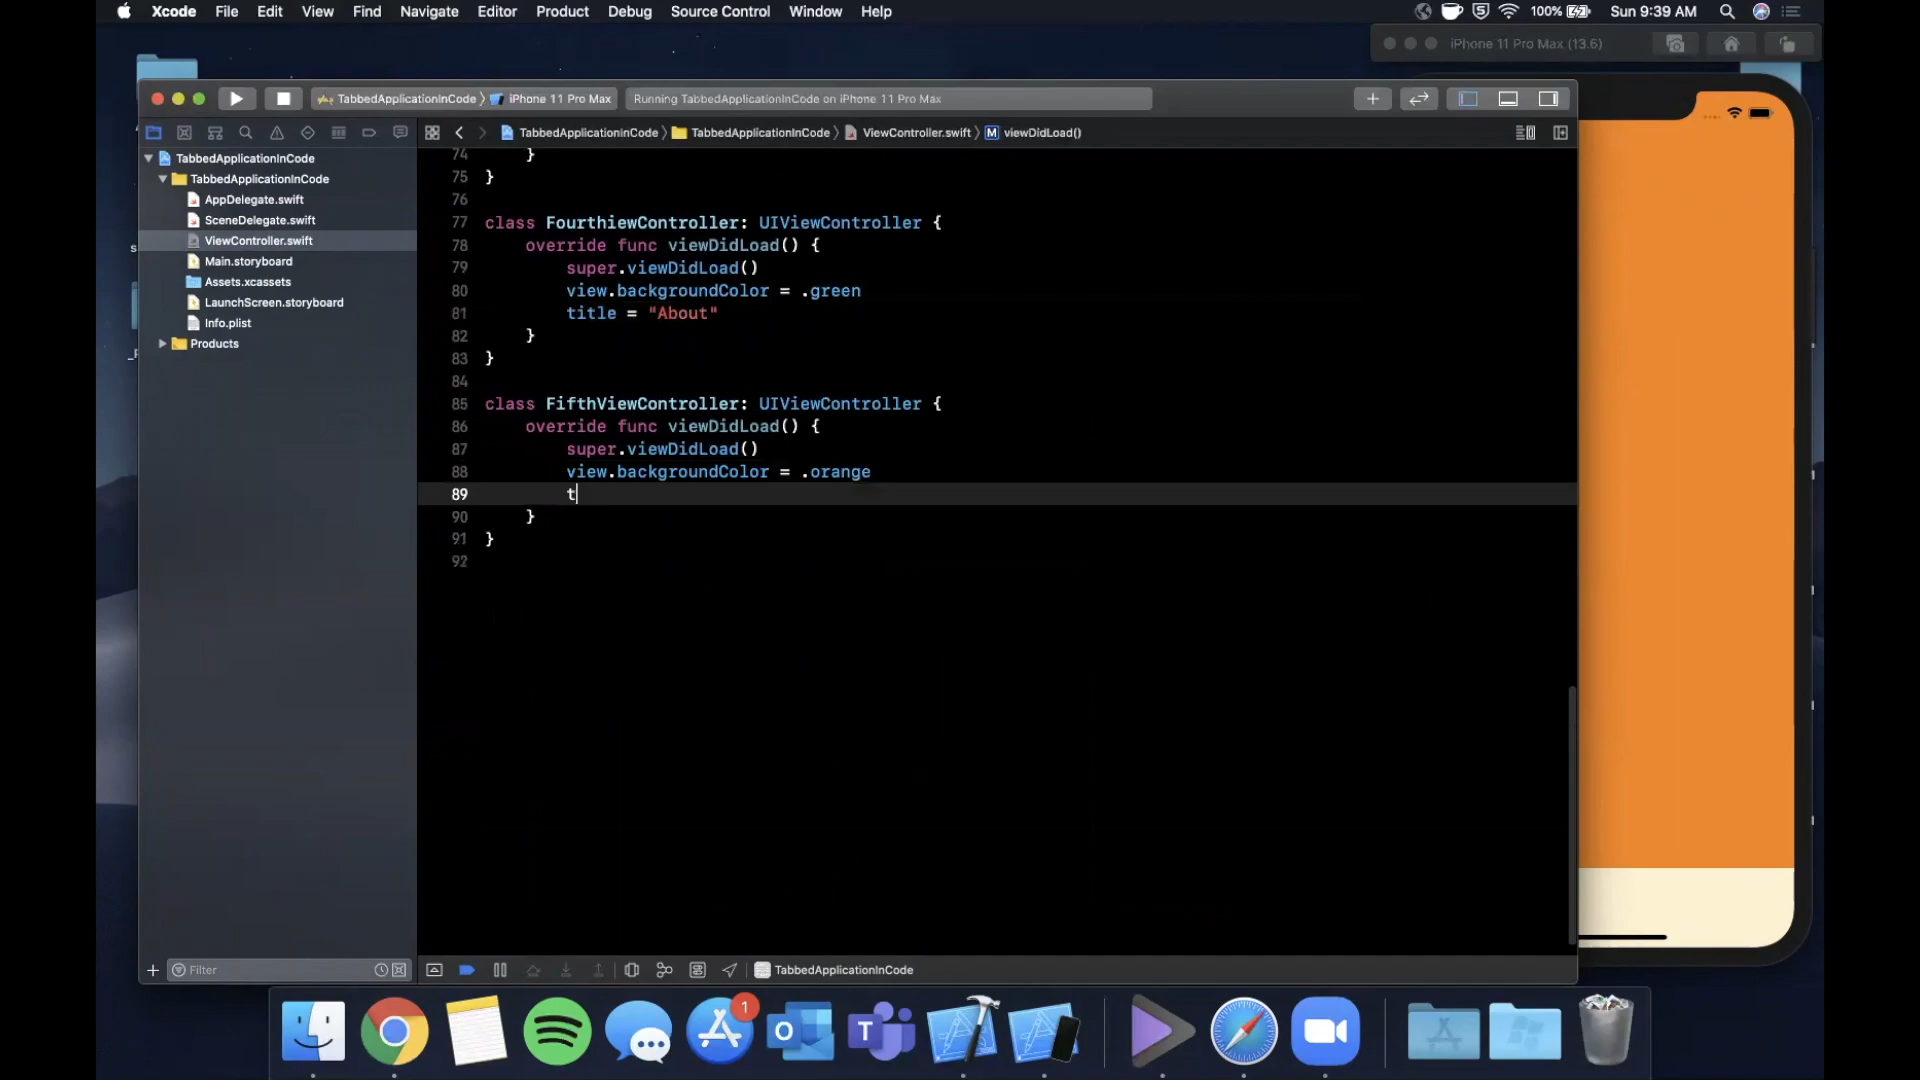 Xcode File Edit View Find Navigate Editor Product Debug Source Control Window Help 100% Sun 9:39 AM
iPhone 11 Pro Max (13.6)
TabbedApplicationInCode iPhone 11 Pro Max Running TabbedApplicationInCode on iPhone 11 Pro Max
TabbedApplicationInCode TabbedApplicationInCode ViewController.swift M viewDidLoad()
TabbedApplicationInCode
TabbedApplicationInCode
AppDelegate.swift
SceneDelegate.swift
ViewController.swift
Main.storyboard
Assets.xcassets
LaunchScreen.storyboard
Info.plist
Products
74 }
75 }
76
77 class FourthiewController: UIViewController {
78 override func viewDidLoad() {
79 super.viewDidLoad()
80 view.backgroundColor = .green
81 title = "About"
82 }
83 }
84
85 class FifthViewController: UIViewController {
86 override func viewDidLoad() {
87 super.viewDidLoad()
88 view.backgroundColor = .orange
89 t
90 }
91 }
92
Filter TabbedApplicationInCode
1